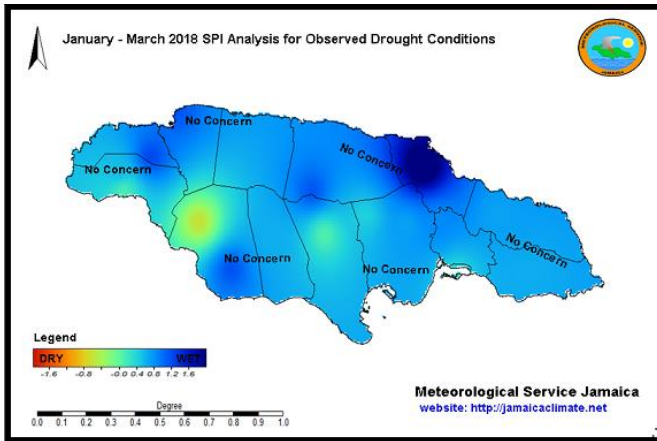 January - March 2018 SPI Analysis for Observed Drought Conditions
METEOROLOGICAL SERVICE
JAMAICA
No Concern
No Concern
No Concern
No Concern
No Concern
No Concern
Legend
DRY WET
-1.6 -0.8 -0.0 0.4 0.8 1.2 1.6
Degree
0.0 0.1 0.2 0.3 0.4 0.5 0.6 0.7 0.8 0.9 1.0
Meteorological Service Jamaica
website: http://jamaicaclimate.net